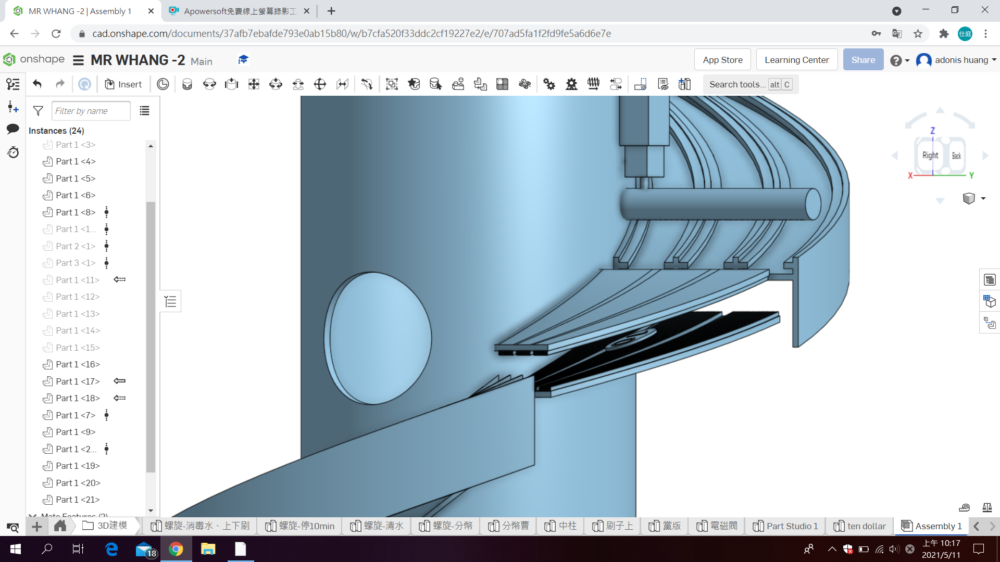 MR WHANG -2 | Assembly 1
Apowersoft免費線上螢幕錄影工
cad.onshape.com/documents/37afb7ebafde793e0ab15b80/w/b7cfa520f33ddc2cf19227e2/e/707ad5fa1f2fd9fe5a6d6e7e
仕庭
onshape
MR WHANG -2 Main
App Store
Learning Center
Share
adonis huang
Insert
Search tools... alt C
Filter by name
Instances (24)
Part 1 <3>
Part 1 <4>
Part 1 <5>
Part 1 <6>
Part 1 <8>
Part 1 <1...
Part 2 <1>
Part 3 <1>
Part 1 <11>
Part 1 <12>
Part 1 <13>
Part 1 <14>
Part 1 <15>
Part 1 <16>
Part 1 <17>
Part 1 <18>
Part 1 <7>
Part 1 <9>
Part 1 <2...
Part 1 <19>
Part 1 <20>
Part 1 <21>
Mate Features (2)
Z
Right
Back
X
Y
3D建模
螺旋-消毒水、上下刷
螺旋-停10min
螺旋-清水
螺旋-分幣
分幣曹
中柱
刷子上
黨版
電磁閥
Part Studio 1
ten dollar
Assembly 1
18
上午 10:17
2021/5/11